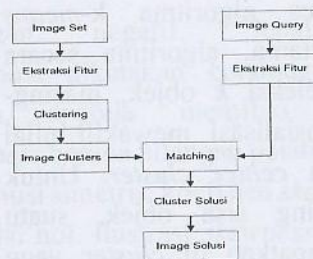 Image Set
Image Query
Ekstraksi Fitur
Ekstraksi Fitur
Clustering
Image Clusters
Matching
Cluster Solusi
Image Solusi